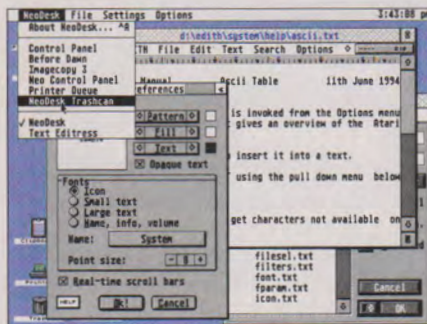 NeoDesk File Settings Options 3:43:08 pm
About NeoDesk... ^A
Control Panel
Before Dawn
Imagecopy 3
Neo Control Panel
Printer Queue
NeoDesk Trashcan
✓ NeoDesk
Text Editress
d:\edith\system\help\ascii.txt
File Edit Text Search Options
Manual Ascii Table 11th June 1994
is invoked from the Options menu
gives an overview of the Atari
insert it into a text.
using the pull down menu below
get characters not available on
references
Pattern
Fill
Text
Opaque text
Fonts
Icon
Small text
Large text
Name, info, volume
Name: System
Point size: - 8 +
Real-time scroll bars
HELP Ok! Cancel
filesel.txt
filters.txt
font.txt
fparam.txt
icon.txt
Cancel
OK